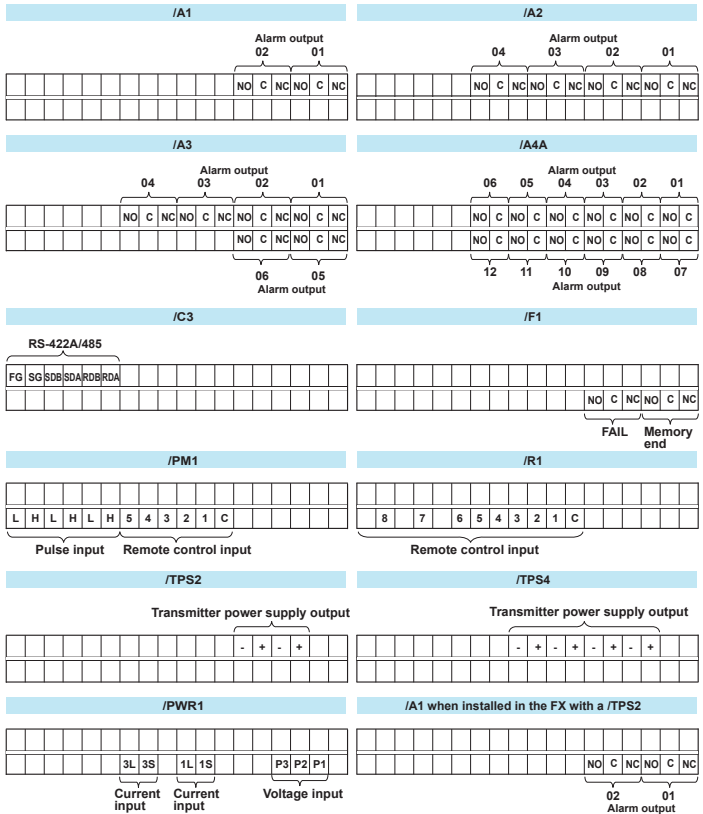 /A1
Alarm output
02 01
NO C NC NO C NC
/A2
Alarm output
04 03 02 01
NO C NC NO C NC NO C NC NO C NC
/A3
Alarm output
04 03 02 01
NO C NC NO C NC NO C NC NO C NC
NO C NC NO C NC
06 05
Alarm output
/A4A
Alarm output
06 05 04 03 02 01
NO C NO C NO C NO C NO C NO C
NO C NO C NO C NO C NO C NO C
12 11 10 09 08 07
Alarm output
/C3
RS-422A/485
FG SG SDB SDA RDB RDA
/F1
NO C NC NO C NC
FAIL Memory
end
/PM1
L H L H L H 5 4 3 2 1 C
Pulse input Remote control input
/R1
8 7 6 5 4 3 2 1 C
Remote control input
/TPS2
Transmitter power supply output
- + - +
/TPS4
Transmitter power supply output
- + - + - + - +
/PWR1
3L 3S 1L 1S P3 P2 P1
Current Current Voltage input
input input
/A1 when installed in the FX with a /TPS2
NO C NC NO C NC
02 01
Alarm output